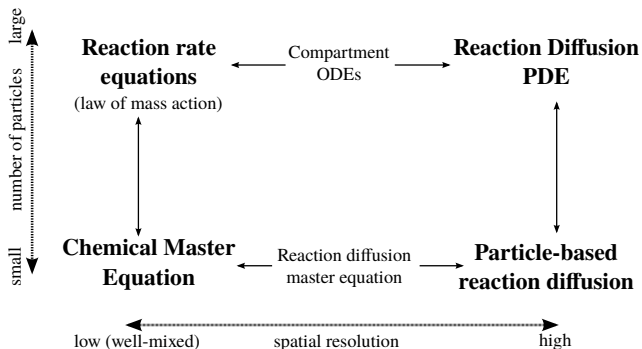 large
number of particles
small
Reaction rate
equations
(law of mass action)
Compartment
ODEs
Reaction Diffusion
PDE
Chemical Master
Equation
Reaction diffusion
master equation
Particle-based
reaction diffusion
low (well-mixed)
spatial resolution
high